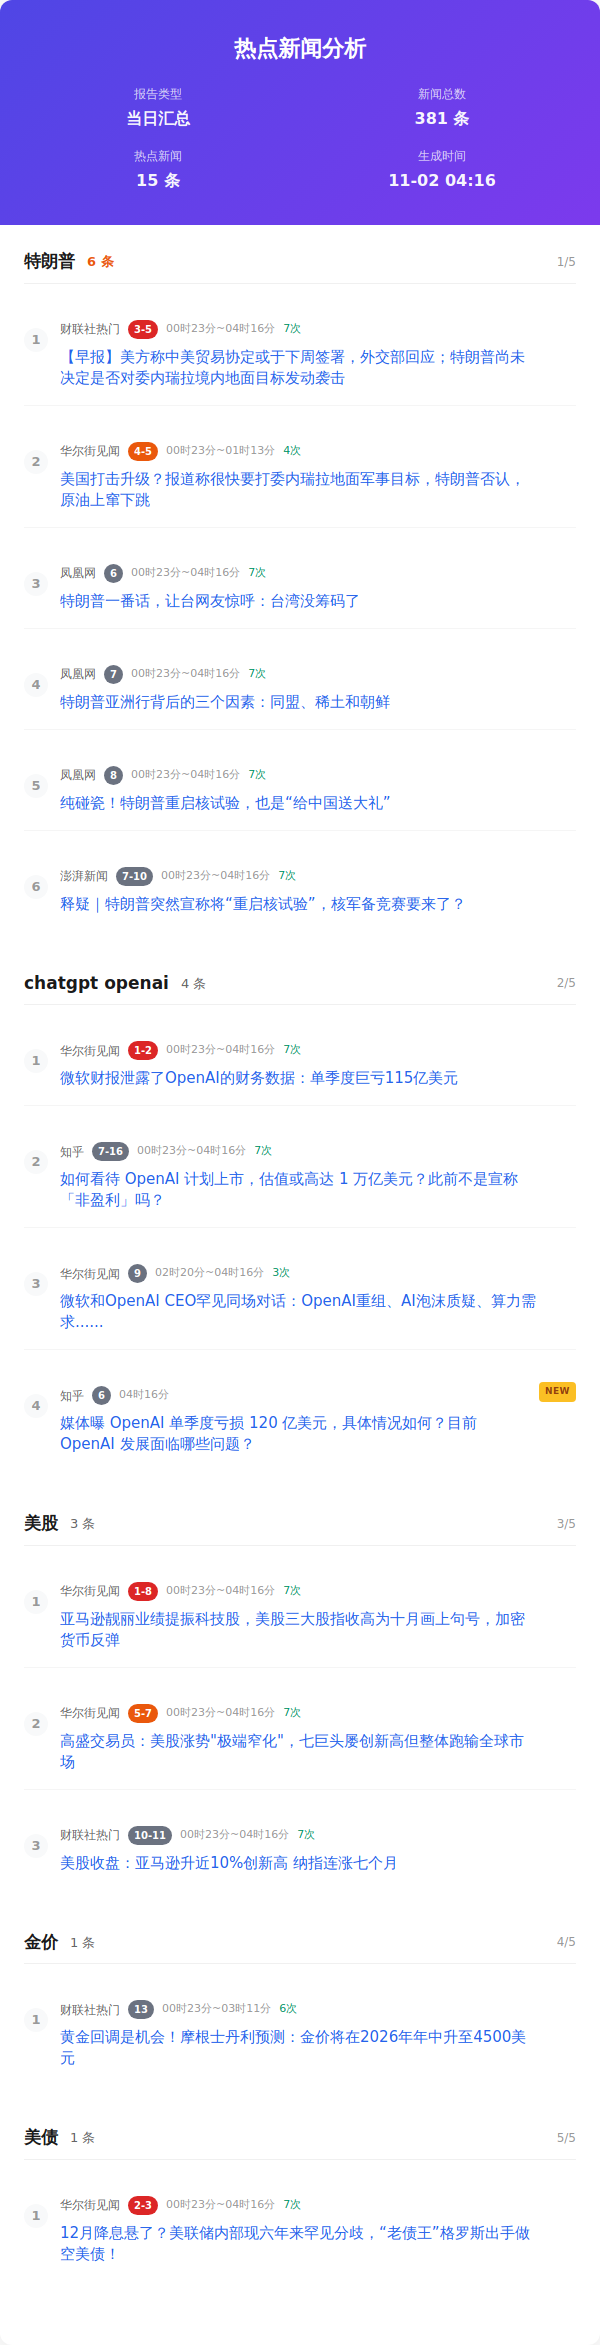 热点新闻分析
报告类型
新闻总数
当日汇总
381 条
热点新闻
生成时间
15 条
11-02 04:16
特朗普 6 条 1/5
1 财联社热门 3-5 00时23分~04时16分 7次
【早报】美方称中美贸易协定或于下周签署，外交部回应；特朗普尚未
决定是否对委内瑞拉境内地面目标发动袭击
2 华尔街见闻 4-5 00时23分~01时13分 4次
美国打击升级？报道称很快要打委内瑞拉地面军事目标，特朗普否认，
原油上窜下跳
3 凤凰网 6 00时23分~04时16分 7次
特朗普一番话，让台网友惊呼：台湾没筹码了
4 凤凰网 7 00时23分~04时16分 7次
特朗普亚洲行背后的三个因素：同盟、稀土和朝鲜
5 凤凰网 8 00时23分~04时16分 7次
纯碰瓷！特朗普重启核试验，也是“给中国送大礼”
6 澎湃新闻 7-10 00时23分~04时16分 7次
释疑｜特朗普突然宣称将“重启核试验”，核军备竞赛要来了？
chatgpt openai 4 条 2/5
1 华尔街见闻 1-2 00时23分~04时16分 7次
微软财报泄露了OpenAI的财务数据：单季度巨亏115亿美元
2 知乎 7-16 00时23分~04时16分 7次
如何看待 OpenAI 计划上市，估值或高达 1 万亿美元？此前不是宣称
「非盈利」吗？
3 华尔街见闻 9 02时20分~04时16分 3次
微软和OpenAI CEO罕见同场对话：OpenAI重组、AI泡沫质疑、算力需
求……
NEW
4 知乎 6 04时16分
媒体曝 OpenAI 单季度亏损 120 亿美元，具体情况如何？目前
OpenAI 发展面临哪些问题？
美股 3 条 3/5
1 华尔街见闻 1-8 00时23分~04时16分 7次
亚马逊靓丽业绩提振科技股，美股三大股指收高为十月画上句号，加密
货币反弹
2 华尔街见闻 5-7 00时23分~04时16分 7次
高盛交易员：美股涨势"极端窄化"，七巨头屡创新高但整体跑输全球市
场
3 财联社热门 10-11 00时23分~04时16分 7次
美股收盘：亚马逊升近10%创新高 纳指连涨七个月
金价 1 条 4/5
1 财联社热门 13 00时23分~03时11分 6次
黄金回调是机会！摩根士丹利预测：金价将在2026年年中升至4500美
元
美债 1 条 5/5
1 华尔街见闻 2-3 00时23分~04时16分 7次
12月降息悬了？美联储内部现六年来罕见分歧，“老债王”格罗斯出手做
空美债！